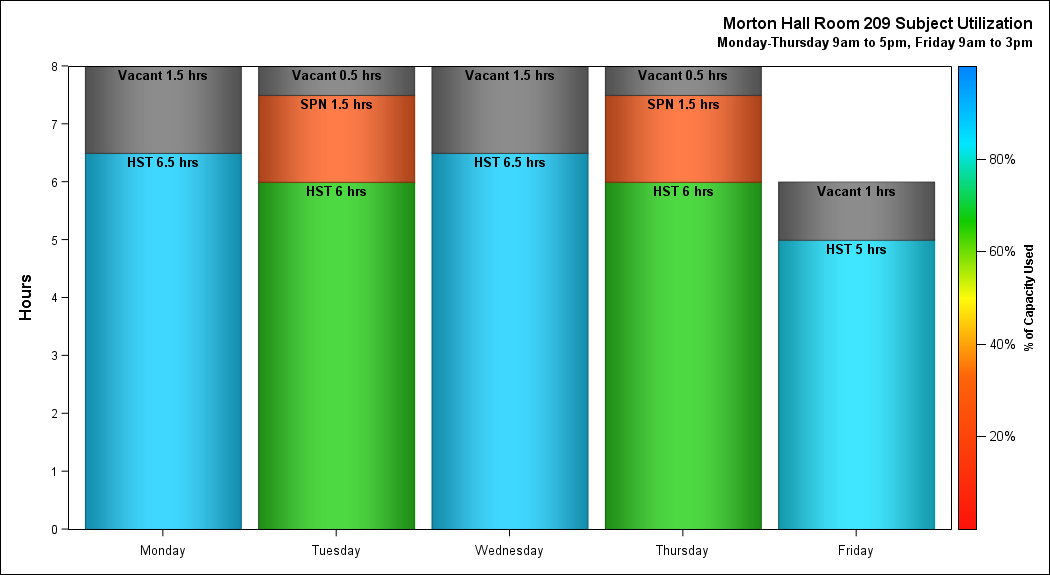 Morton Hall Room 209 Subject Utilization
Monday-Thursday 9am to 5pm, Friday 9am to 3pm
Hours
8
7
6
5
4
3
2
1
0
Vacant 1.5 hrs
HST 6.5 hrs
Vacant 0.5 hrs
SPN 1.5 hrs
HST 6 hrs
Vacant 1.5 hrs
HST 6.5 hrs
Vacant 0.5 hrs
SPN 1.5 hrs
HST 6 hrs
Vacant 1 hrs
HST 5 hrs
Monday
Tuesday
Wednesday
Thursday
Friday
80%
60%
40%
20%
% of Capacity Used